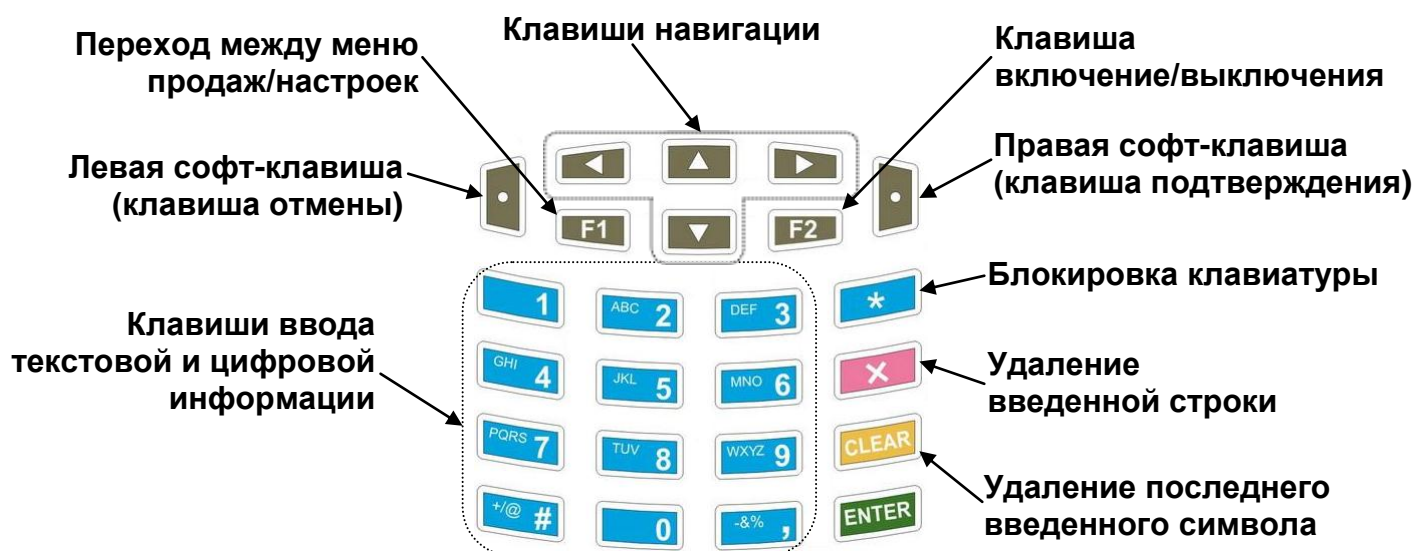 Клавиши навигации
Переход между меню
продаж/настроек
Клавиша
включение/выключения
Левая софт-клавиша
(клавиша отмены)
Правая софт-клавиша
(клавиша подтверждения)
F1
F2
Блокировка клавиатуры
1
ABC 2
DEF 3
*
Клавиши ввода
текстовой и цифровой
информации
GHI 4
JKL 5
MNO 6
Удаление
введенной строки
PQRS 7
TUV 8
WXYZ 9
CLEAR
Удаление последнего
введенного символа
+/@ #
0
-&% ,
ENTER